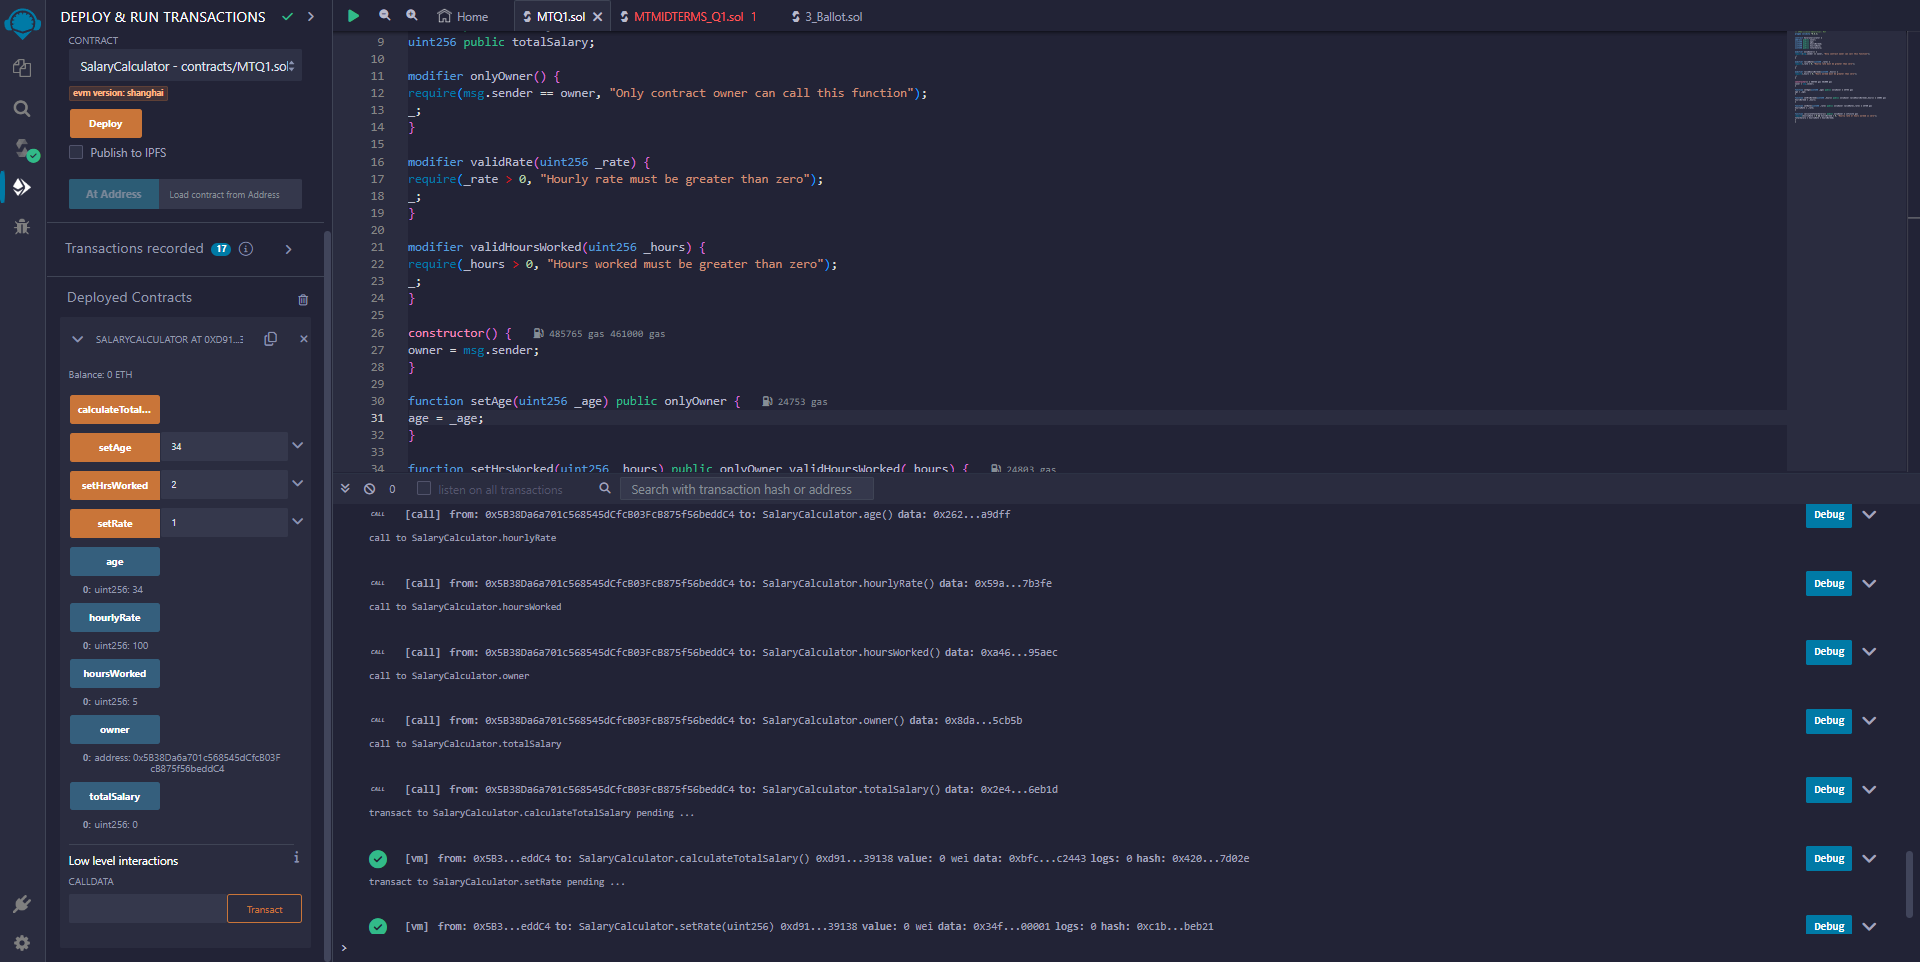 DEPLOY & RUN TRANSACTIONS
CONTRACT
SalaryCalculator - contracts/MTQ1.sol
evm version: shanghai
Deploy
Publish to IPFS
At Address Load contract from Address
Transactions recorded 17
Deployed Contracts
SALARYCALCULATOR AT 0XD91...3
Balance: 0 ETH
calculateTotal...
setAge 34
setHrsWorked 2
setRate 1
age
0: uint256: 34
hourlyRate
0: uint256: 100
hoursWorked
0: uint256: 5
owner
0: address: 0x5B38Da6a701c568545dCfcB03F
cB875f56beddC4
totalSalary
0: uint256: 0
Low level interactions
CALLDATA
Transact
Home MTQ1.sol MTMIDTERMS_Q1.sol 1 3_Ballot.sol
9 uint256 public totalSalary;
10
11 modifier onlyOwner() {
12 require(msg.sender == owner, "Only contract owner can call this function");
13 _;
14 }
15
16 modifier validRate(uint256 _rate) {
17 require(_rate > 0, "Hourly rate must be greater than zero");
18 _;
19 }
20
21 modifier validHoursWorked(uint256 _hours) {
22 require(_hours > 0, "Hours worked must be greater than zero");
23 _;
24 }
25
26 constructor() { 485765 gas 461000 gas
27 owner = msg.sender;
28 }
29
30 function setAge(uint256 _age) public onlyOwner { 24753 gas
31 age = _age;
32 }
33
34 function setHrsWorked(uint256 _hours) public onlyOwner validHoursWorked(_hours) { 24803 gas
0 listen on all transactions Search with transaction hash or address
CALL [call] from: 0x5B38Da6a701c568545dCfcB03FcB875f56beddC4 to: SalaryCalculator.age() data: 0x262...a9dff Debug
call to SalaryCalculator.hourlyRate
CALL [call] from: 0x5B38Da6a701c568545dCfcB03FcB875f56beddC4 to: SalaryCalculator.hourlyRate() data: 0x59a...7b3fe Debug
call to SalaryCalculator.hoursWorked
CALL [call] from: 0x5B38Da6a701c568545dCfcB03FcB875f56beddC4 to: SalaryCalculator.hoursWorked() data: 0xa46...95aec Debug
call to SalaryCalculator.owner
CALL [call] from: 0x5B38Da6a701c568545dCfcB03FcB875f56beddC4 to: SalaryCalculator.owner() data: 0x8da...5cb5b Debug
call to SalaryCalculator.totalSalary
CALL [call] from: 0x5B38Da6a701c568545dCfcB03FcB875f56beddC4 to: SalaryCalculator.totalSalary() data: 0x2e4...6eb1d Debug
transact to SalaryCalculator.calculateTotalSalary pending ...
[vm] from: 0x5B3...eddC4 to: SalaryCalculator.calculateTotalSalary() 0xd91...39138 value: 0 wei data: 0xbfc...c2443 logs: 0 hash: 0x420...7d02e Debug
transact to SalaryCalculator.setRate pending ...
[vm] from: 0x5B3...eddC4 to: SalaryCalculator.setRate(uint256) 0xd91...39138 value: 0 wei data: 0x34f...00001 logs: 0 hash: 0xc1b...beb21 Debug
>